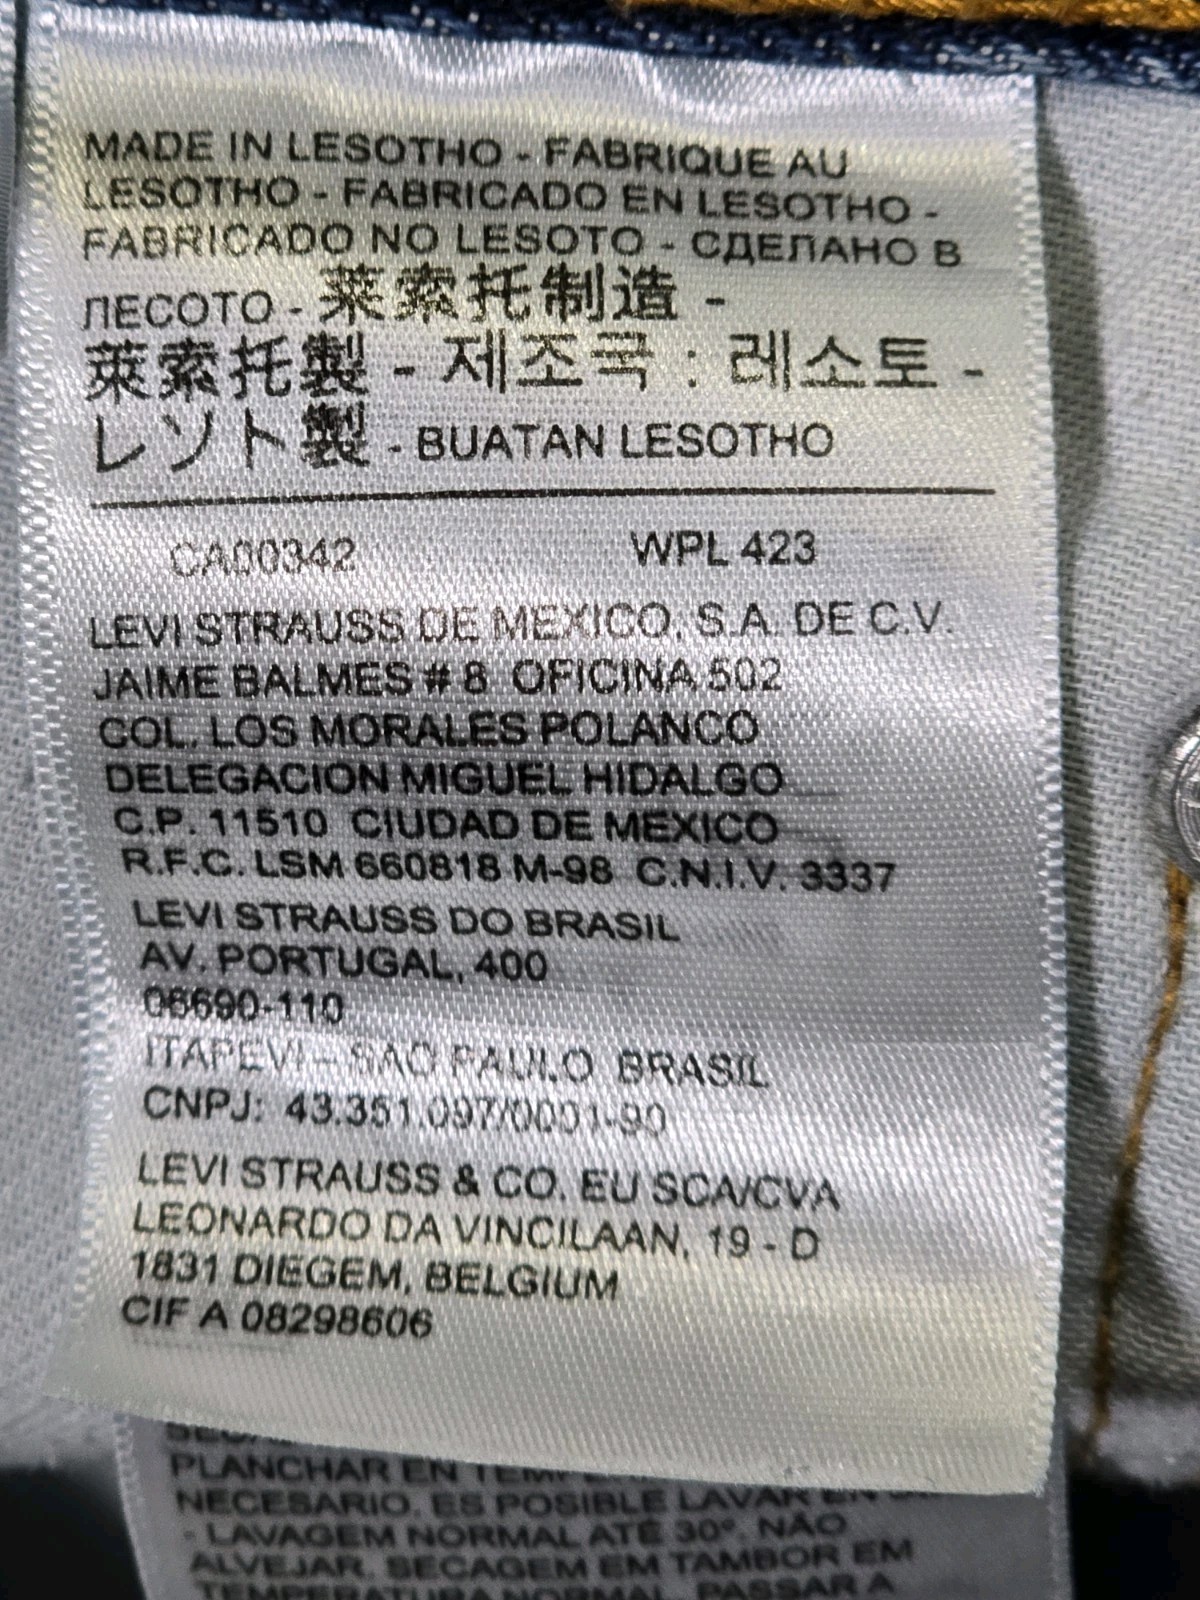 MADE IN LESOTHO - FABRIQUE AU
LESOTHO - FABRICADO EN LESOTHO -
FABRICADO NO LESOTO - СДЕЛАНО В
ЛЕСОТО - 莱索托制造 -
萊索托製 - 제조국 : 레소토 -
レソト製 - BUATAN LESOTHO
CA00342 WPL 423
LEVI STRAUSS DE MEXICO, S.A. DE C.V.
JAIME BALMES # 8 OFICINA 502
COL. LOS MORALES POLANCO
DELEGACION MIGUEL HIDALGO
C.P. 11510 CIUDAD DE MEXICO
R.F.C. LSM 660818 M-98 C.N.I.V. 3337
LEVI STRAUSS DO BRASIL
AV. PORTUGAL, 400
06690-110
ITAPEVI – SAO PAULO BRASIL
CNPJ: 43.351.097/0001-90
LEVI STRAUSS & CO. EU SCA/CVA
LEONARDO DA VINCILAAN, 19 - D
1831 DIEGEM, BELGIUM
CIF A 08298606
PLANCHAR EN
NECESARIO. ES POSIBLE LAVAR EN
- LAVAGEM NORMAL ATÉ 30°. NÃO
ALVEJAR. SECAGEM EM TAMBOR EM
TEMPERATURA NORMAL. PASSAR A